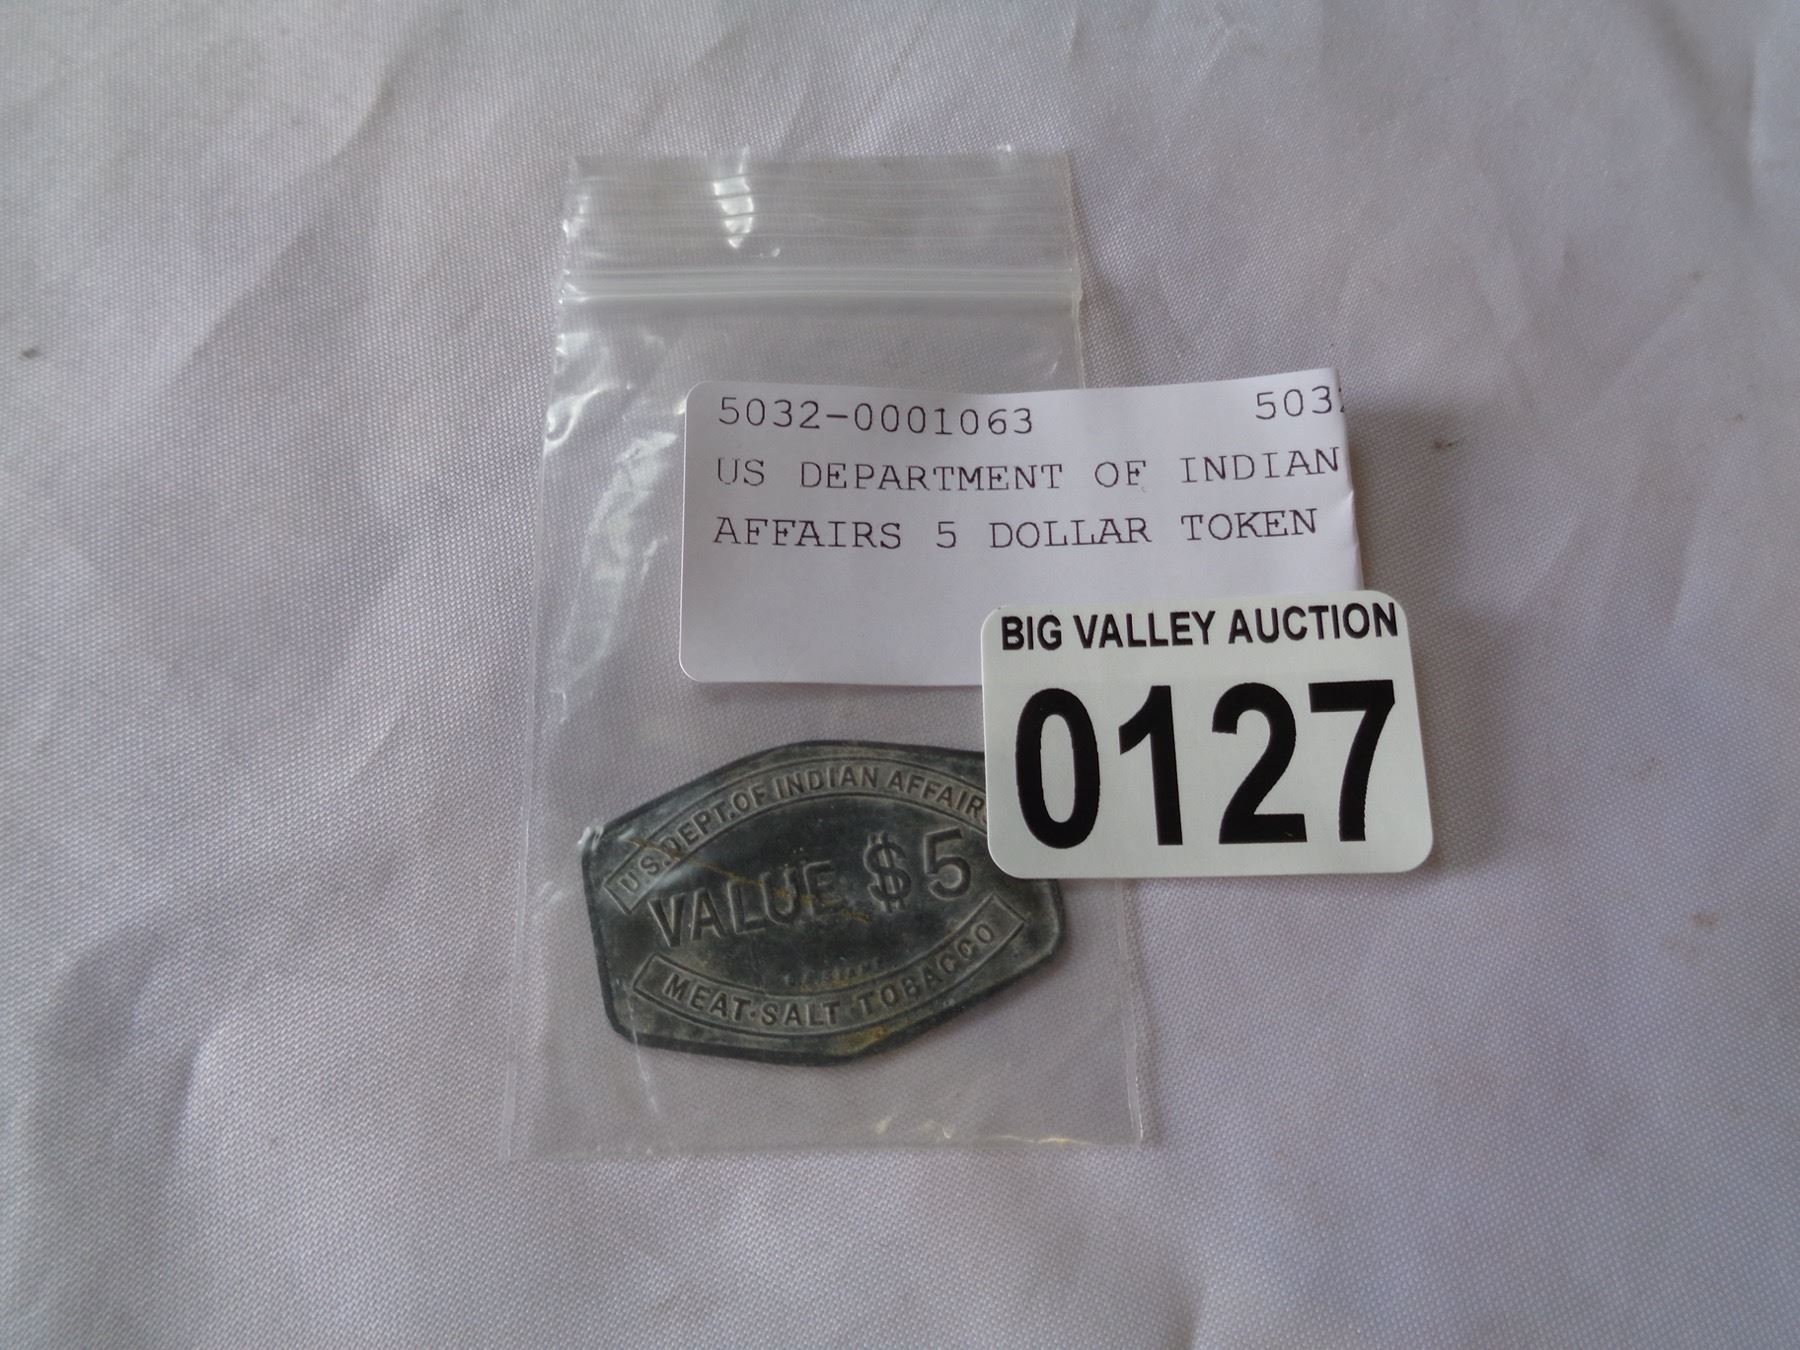 5032-0001063 503
US DEPARTMENT OF INDIAN
AFFAIRS 5 DOLLAR TOKEN
BIG VALLEY AUCTION
0127
U.S. DEPT. OF INDIAN AFFAIRS
VALUE $5
MEAT·SALT·TOBACCO